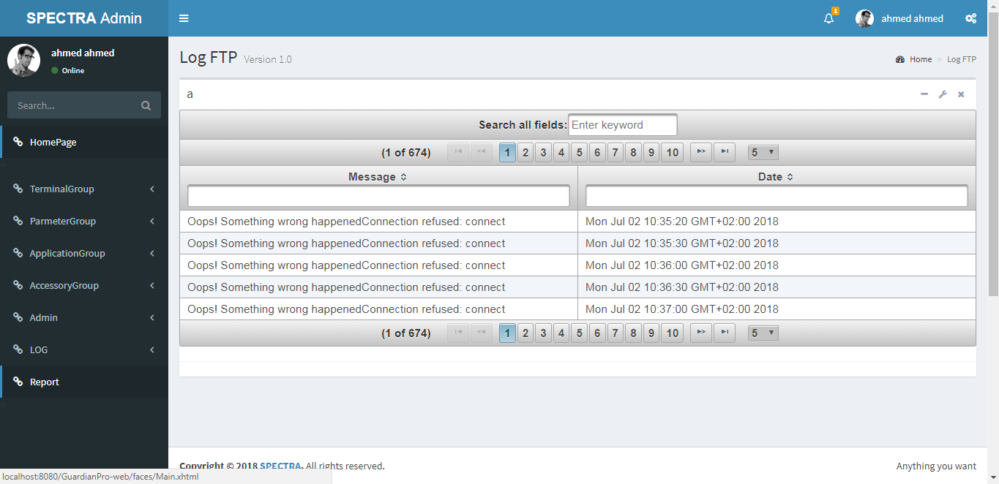 SPECTRA Admin
1
ahmed ahmed
ahmed ahmed
Online
Search...
HomePage
TerminalGroup
ParmeterGroup
ApplicationGroup
AccessoryGroup
Admin
LOG
Report
Log FTP Version 1.0
Home > Log FTP
a
Search all fields: Enter keyword
(1 of 674) 1 2 3 4 5 6 7 8 9 10 5
Message Date
Oops! Something wrong happenedConnection refused: connect Mon Jul 02 10:35:20 GMT+02:00 2018
Oops! Something wrong happenedConnection refused: connect Mon Jul 02 10:35:30 GMT+02:00 2018
Oops! Something wrong happenedConnection refused: connect Mon Jul 02 10:36:00 GMT+02:00 2018
Oops! Something wrong happenedConnection refused: connect Mon Jul 02 10:36:30 GMT+02:00 2018
Oops! Something wrong happenedConnection refused: connect Mon Jul 02 10:37:00 GMT+02:00 2018
(1 of 674) 1 2 3 4 5 6 7 8 9 10 5
Copyright © 2018 SPECTRA. All rights reserved. Anything you want
localhost:8080/GuardianPro-web/faces/Main.xhtml